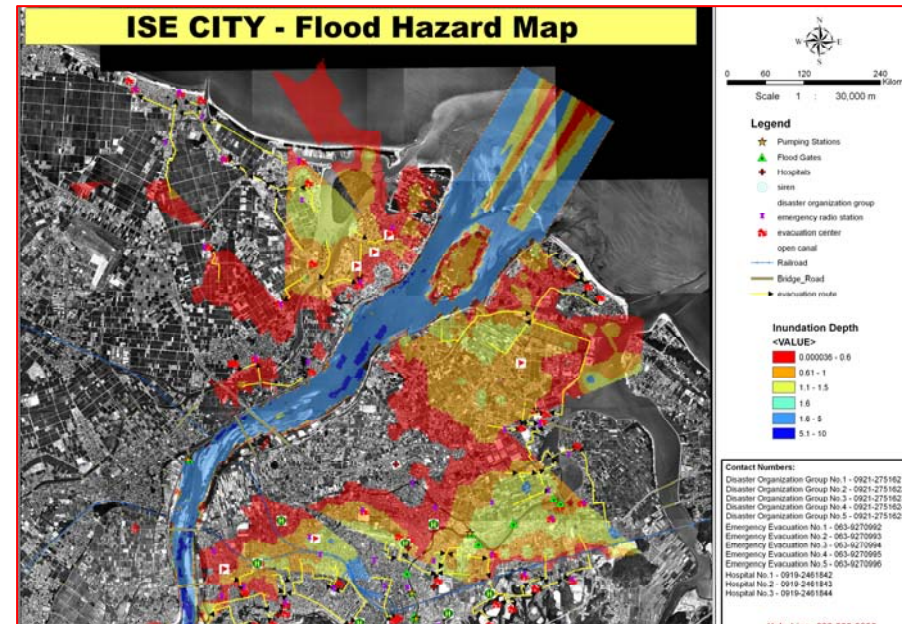 ISE CITY - Flood Hazard Map
N
W E
S
0 60 120 240
Kilom
Scale 1 : 30,000 m
Legend
Pumping Stations
Flood Gates
Hospitals
siren
disaster organization group
emergency radio station
evacuation center
open canal
Railroad
Bridge_Road
evacuation route
Inundation Depth
<VALUE>
0.000036 - 0.6
0.61 - 1
1.1 - 1.5
1.6
1.6 - 5
5.1 - 10
Contact Numbers:
Disaster Organization Group No.1 - 0921-275162
Disaster Organization Group No.2 - 0921-275162
Disaster Organization Group No.3 - 0921-275162
Disaster Organization Group No.4 - 0921-275162
Disaster Organization Group No.5 - 0921-275162
Emergency Evacuation No.1 - 063-9270992
Emergency Evacuation No.2 - 063-9270993
Emergency Evacuation No.3 - 063-9270994
Emergency Evacuation No.4 - 063-9270995
Emergency Evacuation No.5 - 063-9270996
Hospital No.1 - 0919-2461842
Hospital No.2 - 0919-2461843
Hospital No.3 - 0919-2461844